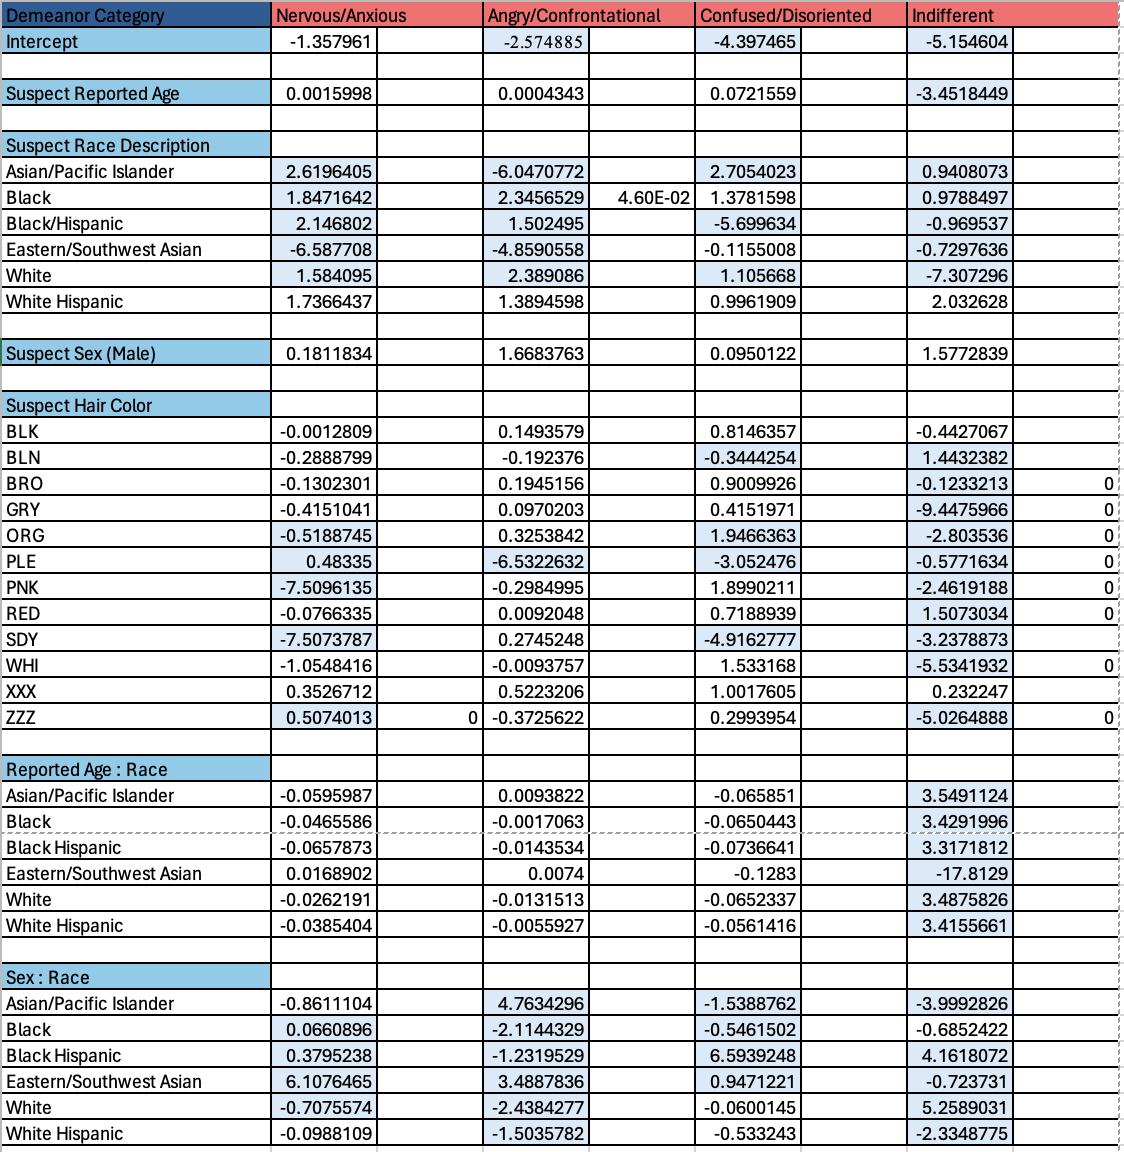 Demeanor Category Nervous/Anxious Angry/Confrontational Confused/Disoriented Indifferent
Intercept -1.357961 -2.574885 -4.397465 -5.154604
Suspect Reported Age 0.0015998 0.0004343 0.0721559 -3.4518449
Suspect Race Description
Asian/Pacific Islander 2.6196405 -6.0470772 2.7054023 0.9408073
Black 1.8471642 2.3456529 4.60E-02 1.3781598 0.9788497
Black/Hispanic 2.146802 1.502495 -5.699634 -0.969537
Eastern/Southwest Asian -6.587708 -4.8590558 -0.1155008 -0.7297636
White 1.584095 2.389086 1.105668 -7.307296
White Hispanic 1.7366437 1.3894598 0.9961909 2.032628
Suspect Sex (Male) 0.1811834 1.6683763 0.0950122 1.5772839
Suspect Hair Color
BLK -0.0012809 0.1493579 0.8146357 -0.4427067
BLN -0.2888799 -0.192376 -0.3444254 1.4432382
BRO -0.1302301 0.1945156 0.9009926 -0.1233213 0
GRY -0.4151041 0.0970203 0.4151971 -9.4475966 0
ORG -0.5188745 0.3253842 1.9466363 -2.803536 0
PLE 0.48335 -6.5322632 -3.052476 -0.5771634 0
PNK -7.5096135 -0.2984995 1.8990211 -2.4619188 0
RED -0.0766335 0.0092048 0.7188939 1.5073034 0
SDY -7.5073787 0.2745248 -4.9162777 -3.2378873
WHI -1.0548416 -0.0093757 1.533168 -5.5341932 0
XXX 0.3526712 0.5223206 1.0017605 0.232247
ZZZ 0.5074013 0 -0.3725622 0.2993954 -5.0264888 0
Reported Age : Race
Asian/Pacific Islander -0.0595987 0.0093822 -0.065851 3.5491124
Black -0.0465586 -0.0017063 -0.0650443 3.4291996
Black Hispanic -0.0657873 -0.0143534 -0.0736641 3.3171812
Eastern/Southwest Asian 0.0168902 0.0074 -0.1283 -17.8129
White -0.0262191 -0.0131513 -0.0652337 3.4875826
White Hispanic -0.0385404 -0.0055927 -0.0561416 3.4155661
Sex : Race
Asian/Pacific Islander -0.8611104 4.7634296 -1.5388762 -3.9992826
Black 0.0660896 -2.1144329 -0.5461502 -0.6852422
Black Hispanic 0.3795238 -1.2319529 6.5939248 4.1618072
Eastern/Southwest Asian 6.1076465 3.4887836 0.9471221 -0.723731
White -0.7075574 -2.4384277 -0.0600145 5.2589031
White Hispanic -0.0988109 -1.5035782 -0.533243 -2.3348775